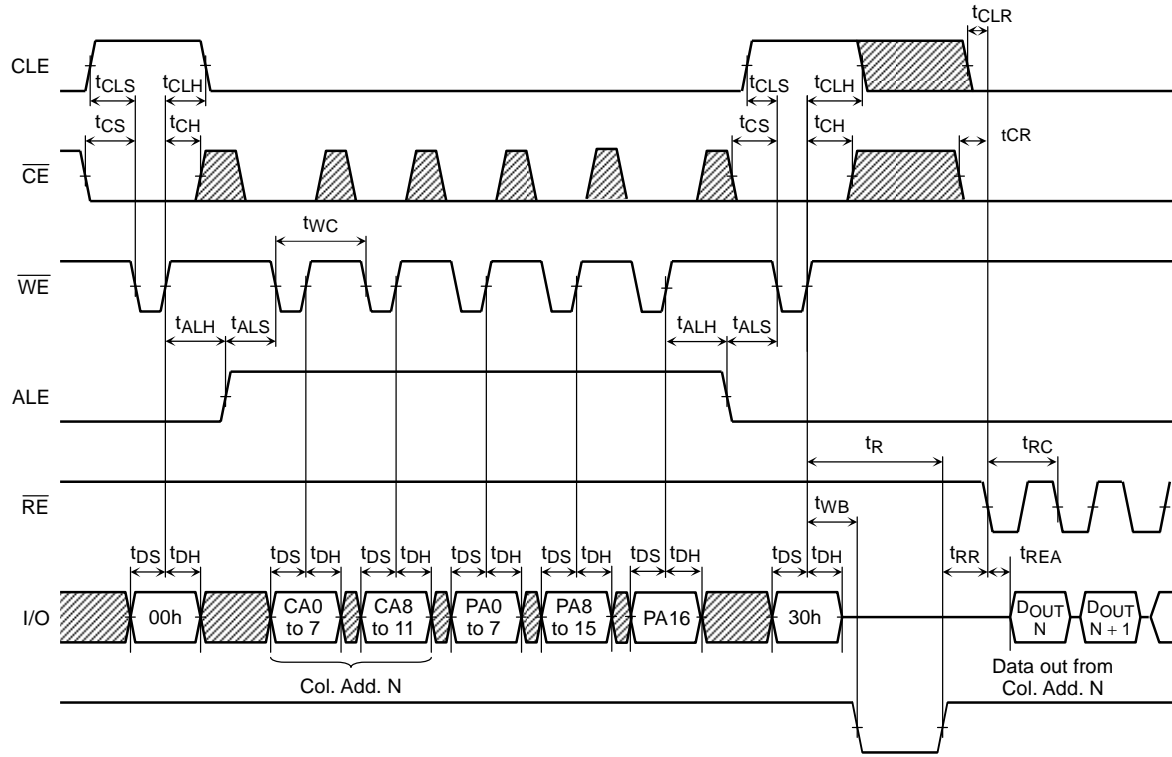 tCLR
CLE
tCLS
tCLH
tCLS
tCLH
tCS
tCH
tCS
tCH
tCR
CE
tWC
WE
tALH
tALS
tALH
tALS
ALE
tR
tRC
RE
tWB
tDS
tDH
tDS
tDH
tDS
tDH
tDS
tDH
tDS
tDH
tDS
tDH
tDS
tDH
tRR
tREA
I/O
00h
CA0
to 7
CA8
to 11
PA0
to 7
PA8
to 15
PA16
30h
DOUT
N
DOUT
N + 1
Col. Add. N
Data out from
Col. Add. N